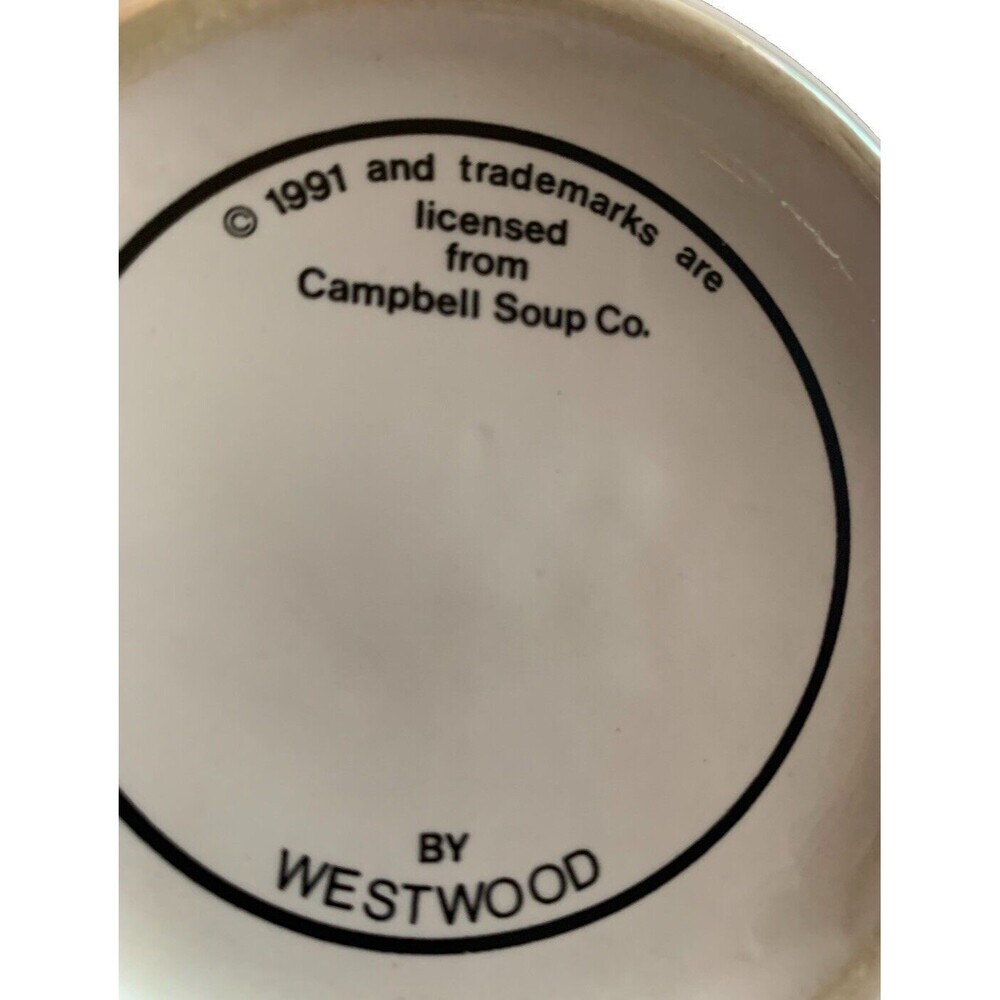 © 1991 and trademarks are
licensed
from
Campbell Soup Co.
BY
WESTWOOD